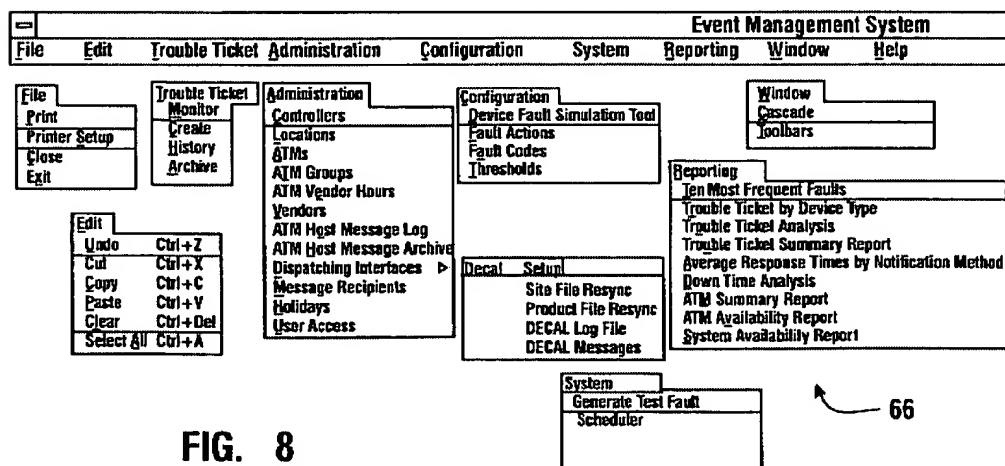 Event Management System
File Edit Trouble Ticket Administration Configuration System Reporting Window Help
File
Print
Printer Setup
Close
Exit
Trouble Ticket
Monitor
Create
History
Archive
Administration
Controllers
Locations
ATMs
ATM Groups
ATM Vendor Hours
Vendors
ATM Host Message Log
ATM Host Message Archive
Dispatching Interfaces
Message Recipients
Holidays
User Access
Configuration
Device Fault Simulation Tool
Fault Actions
Fault Codes
Thresholds
Window
Cascade
Toolbars
Reporting
Ten Most Frequent Faults
Trouble Ticket by Device Type
Trouble Ticket Analysis
Trouble Ticket Summary Report
Average Response Times by Notification Method
Down Time Analysis
ATM Summary Report
ATM Availability Report
System Availability Report
Edit
Undo Ctrl+Z
Cut Ctrl+X
Copy Ctrl+C
Paste Ctrl+V
Clear Ctrl+Del
Select All Ctrl+A
Decal Setup
Site File Resync
Product File Resync
DECAL Log File
DECAL Messages
System
Generate Test Fault
Scheduler
66
FIG. 8